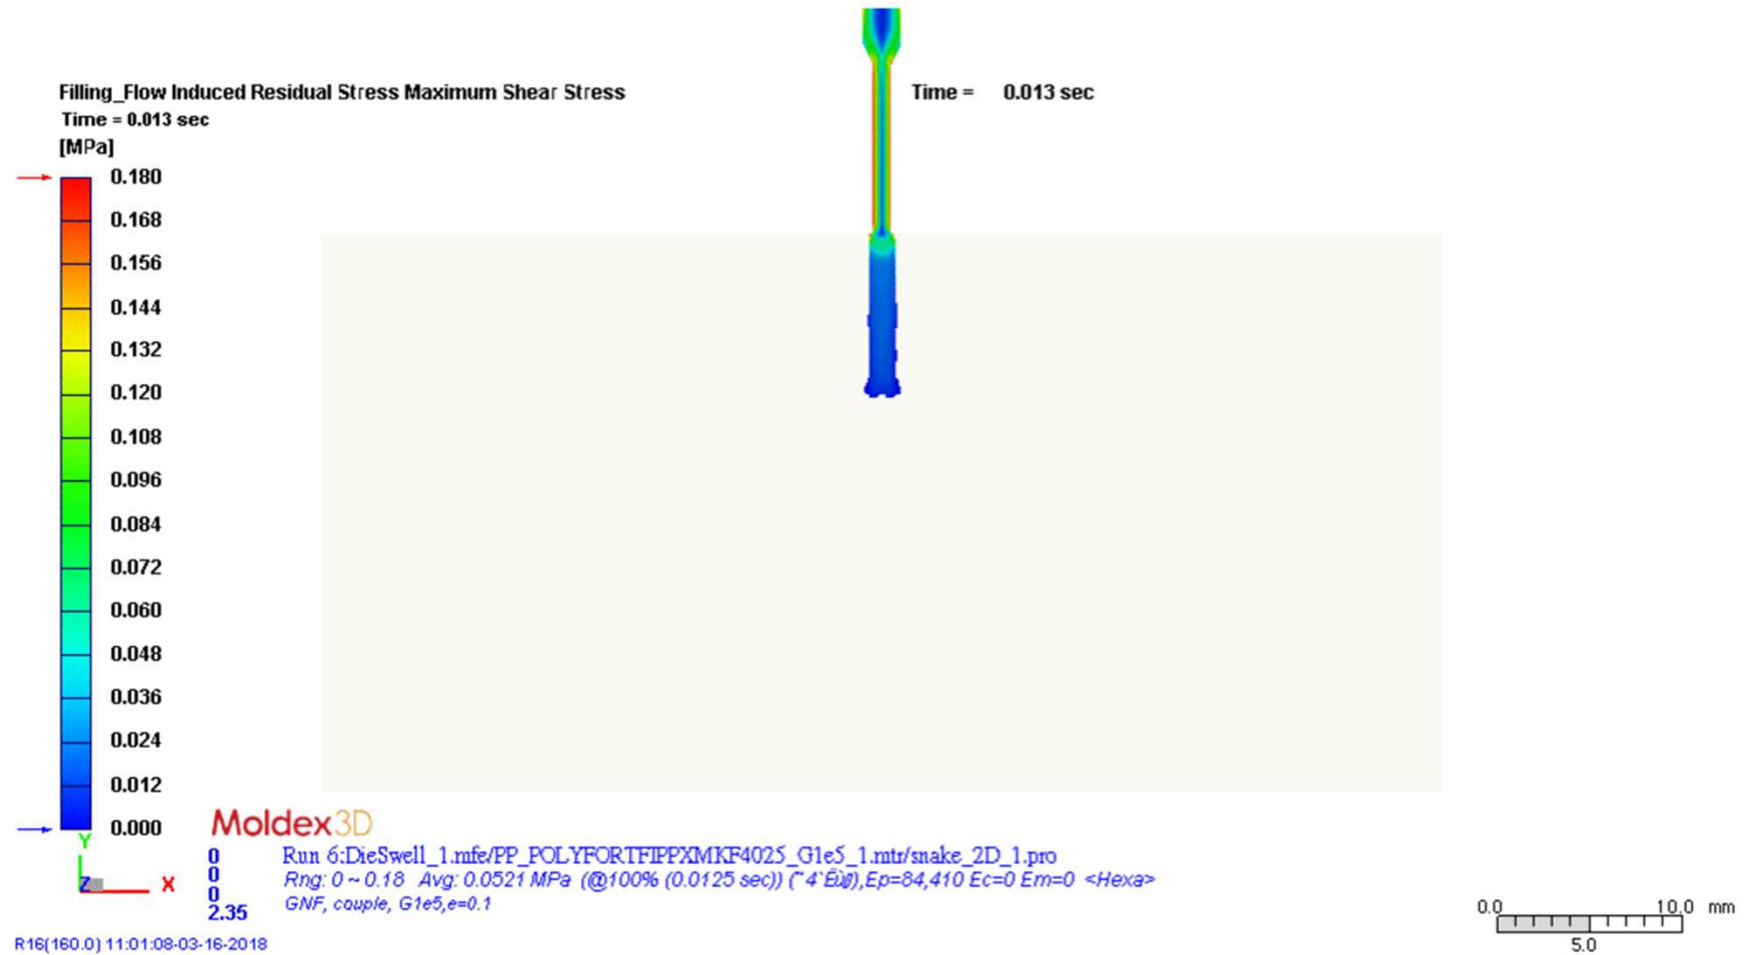 Filling_Flow Induced Residual Stress Maximum Shear Stress
Time = 0.013 sec
[MPa]
Time = 0.013 sec
0.180
0.168
0.156
0.144
0.132
0.120
0.108
0.096
0.084
0.072
0.060
0.048
0.036
0.024
0.012
0.000
Moldex3D
Y
Z
X
0
0
0
2.35
Run 6:DieSwell_1.mfe/PP_POLYFORTFIPPXMKF4025_G1e5_1.mtr/snake_2D_1.pro
Rng: 0 ~ 0.18 Avg: 0.0521 MPa (@100% (0.0125 sec)) Ep=84,410 Ec=0 Em=0 <Hexa>
GNF, couple, G1e5,e=0.1
0.0 10.0 mm
5.0
R16(160.0) 11:01:08-03-16-2018